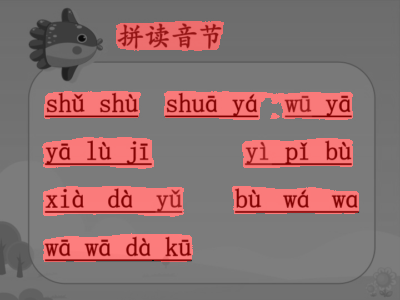 拼读音节
shǔ shù shuā yá wū yā
yā lù jī yì pǐ bù
xià dà yǔ bù wá wa
wā wā dà kū